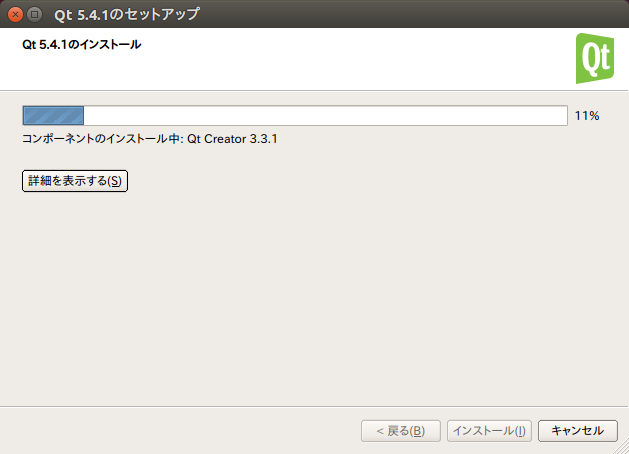 Qt 5.4.1のセットアップ
Qt 5.4.1のインストール
Qt
11%
コンポーネントのインストール中: Qt Creator 3.3.1
詳細を表示する(S)
< 戻る(B)
インストール(I)
キャンセル